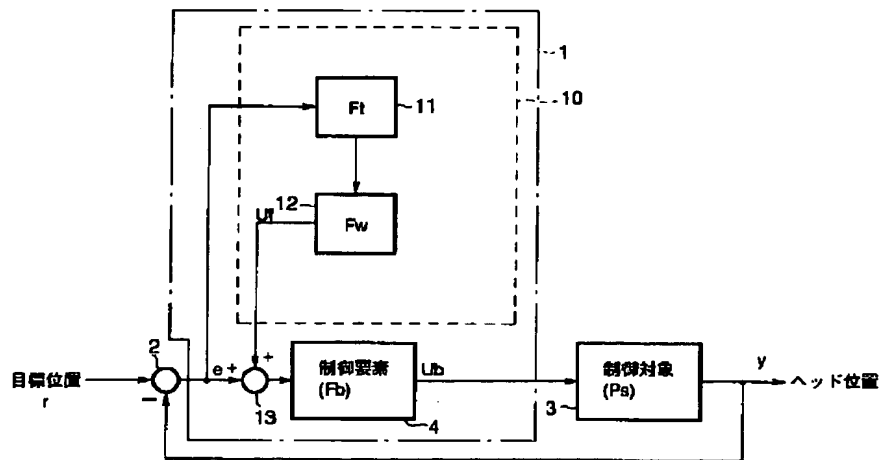 1
10
Ft
11
12
Uf
Fw
2
目標位置
r
e
+
+
13
制御要素
(Fb)
4
Ub
制御対象
(Ps)
3
y
ヘッド位置
−